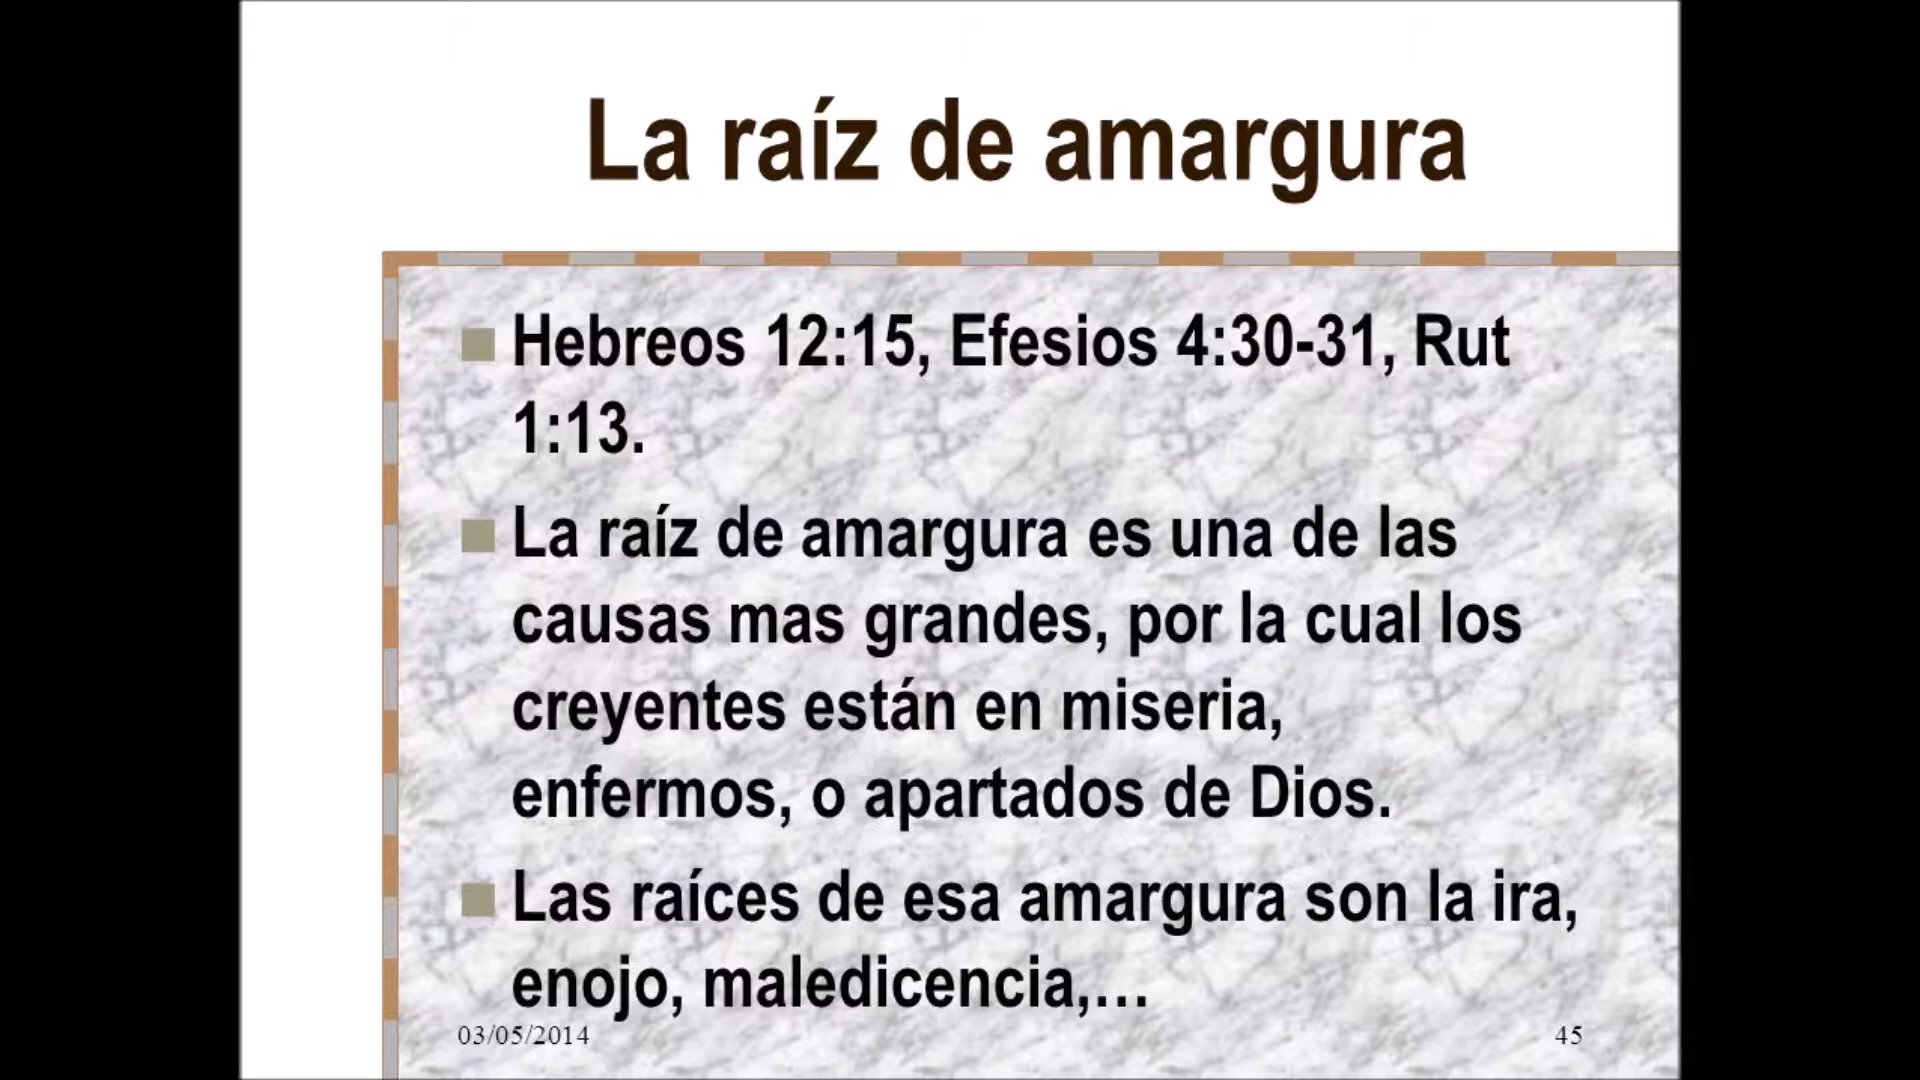 La raíz de amargura
Hebreos 12:15, Efesios 4:30-31, Rut
1:13.
La raíz de amargura es una de las
causas mas grandes, por la cual los
creyentes están en miseria,
enfermos, o apartados de Dios.
Las raíces de esa amargura son la ira,
enojo, maledicencia,…
03/05/2014
45